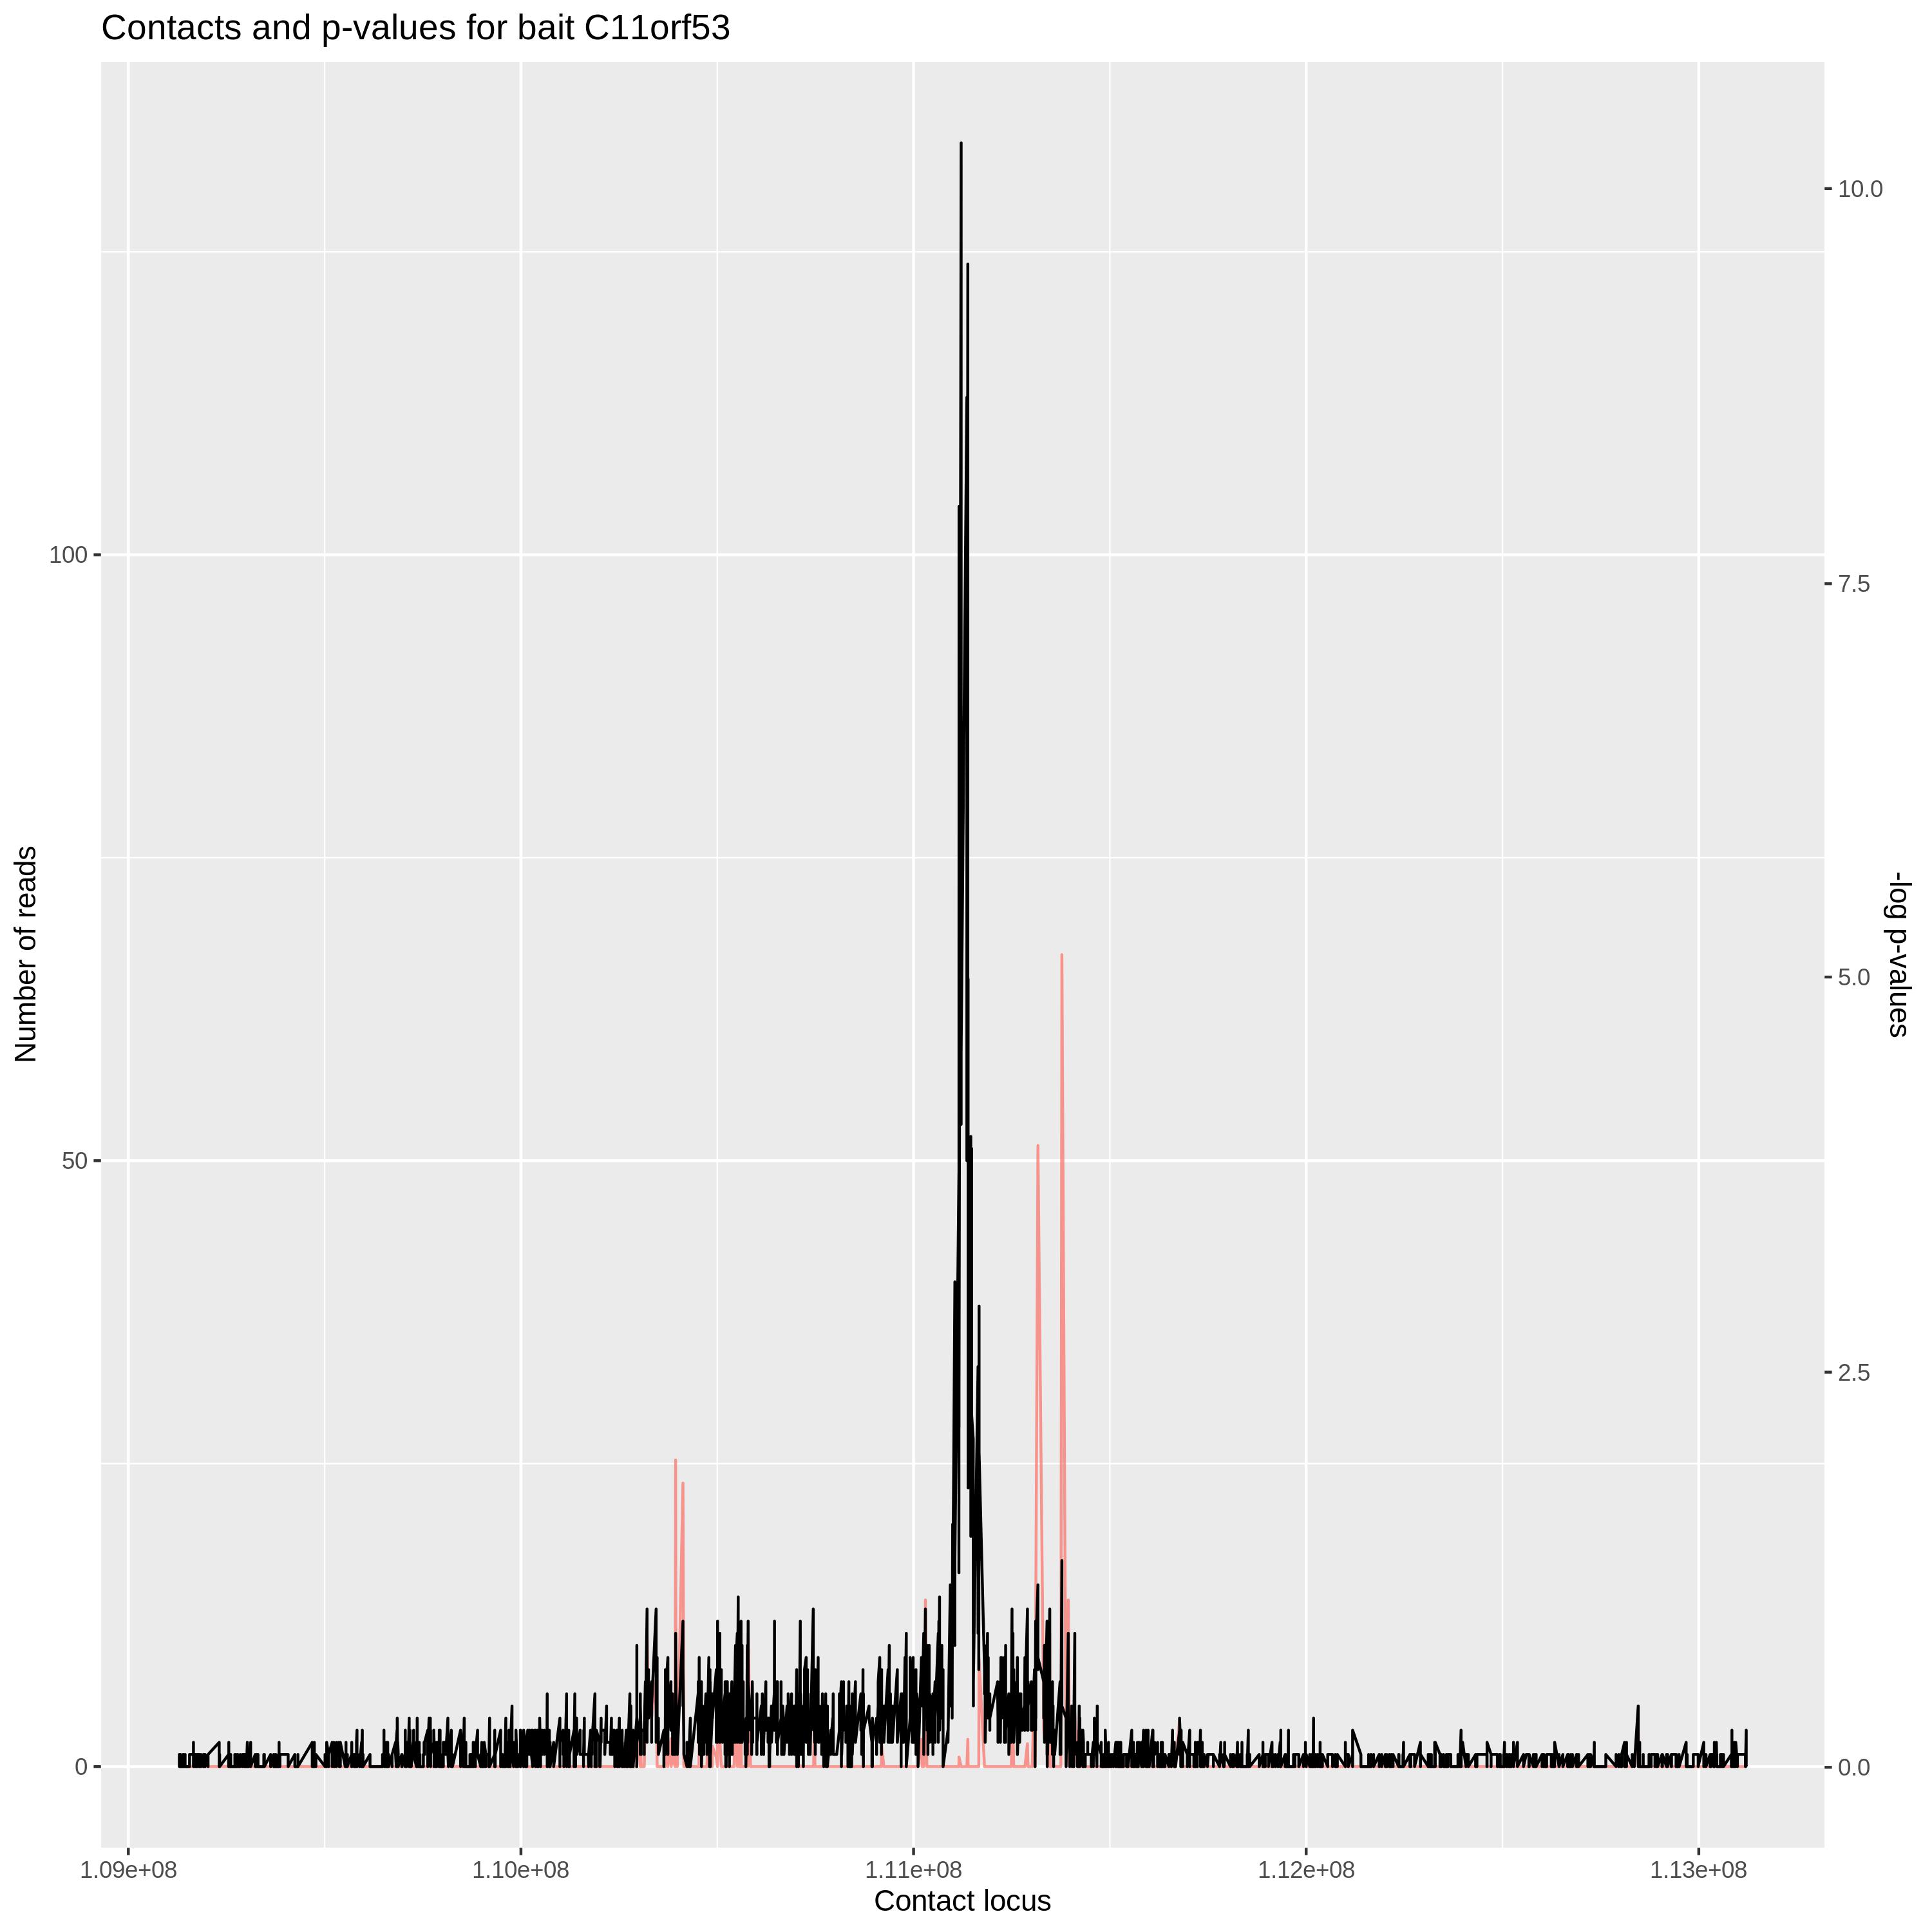 Contacts and p-values for bait C11orf53
Number of reads
100
50
0
10.0
7.5
5.0
2.5
0.0
-log p-values
1.09e+08 1.10e+08 1.11e+08 1.12e+08 1.13e+08
Contact locus